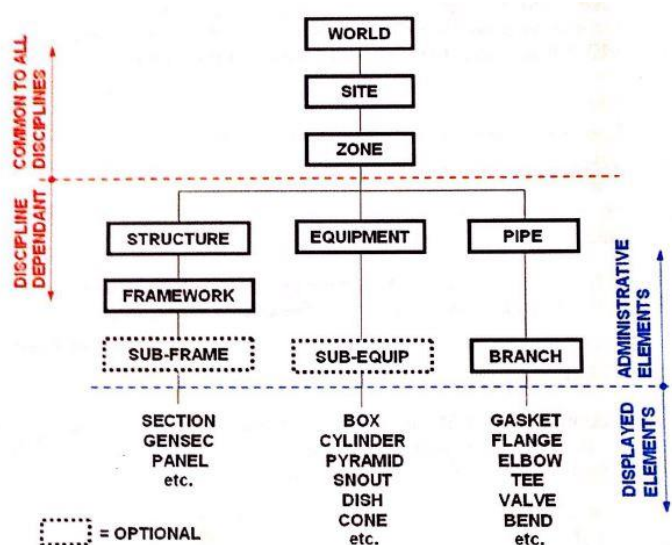 WORLD
SITE
ZONE
COMMON TO ALL
DISCIPLINES
DISCIPLINE
DEPENDANT
STRUCTURE
EQUIPMENT
PIPE
FRAMEWORK
SUB-FRAME
SUB-EQUIP
BRANCH
ADMINISTRATIVE
ELEMENTS
DISPLAYED
ELEMENTS
SECTION
GENSEC
PANEL
etc.
BOX
CYLINDER
PYRAMID
SNOUT
DISH
CONE
etc.
GASKET
FLANGE
ELBOW
TEE
VALVE
BEND
etc.
= OPTIONAL